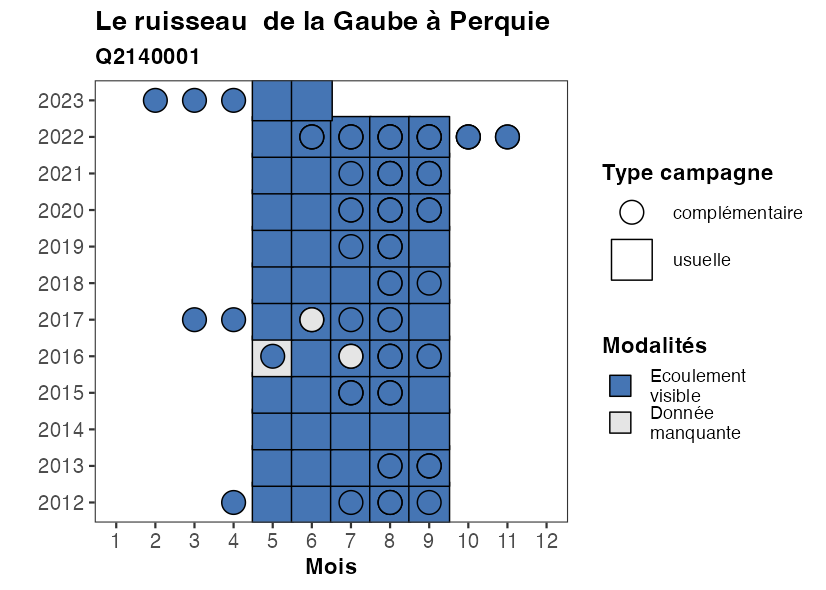 Le ruisseau  de la Gaube à Perquie
Q2140001
2023
2022
2021
2020
2019
2018
2017
2016
2015
2014
2013
2012
1 2 3 4 5 6 7 8 9 10 11 12
Mois
Type campagne
complémentaire
usuelle
Modalités
Ecoulement
visible
Donnée
manquante